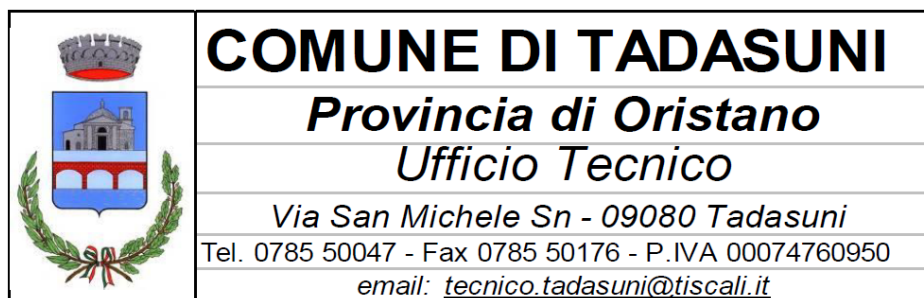 COMUNE DI TADASUNI
Provincia di Oristano
Ufficio Tecnico
Via San Michele Sn - 09080 Tadasuni
Tel. 0785 50047 - Fax 0785 50176 - P.IVA 00074760950
email: tecnico.tadasuni@tiscali.it